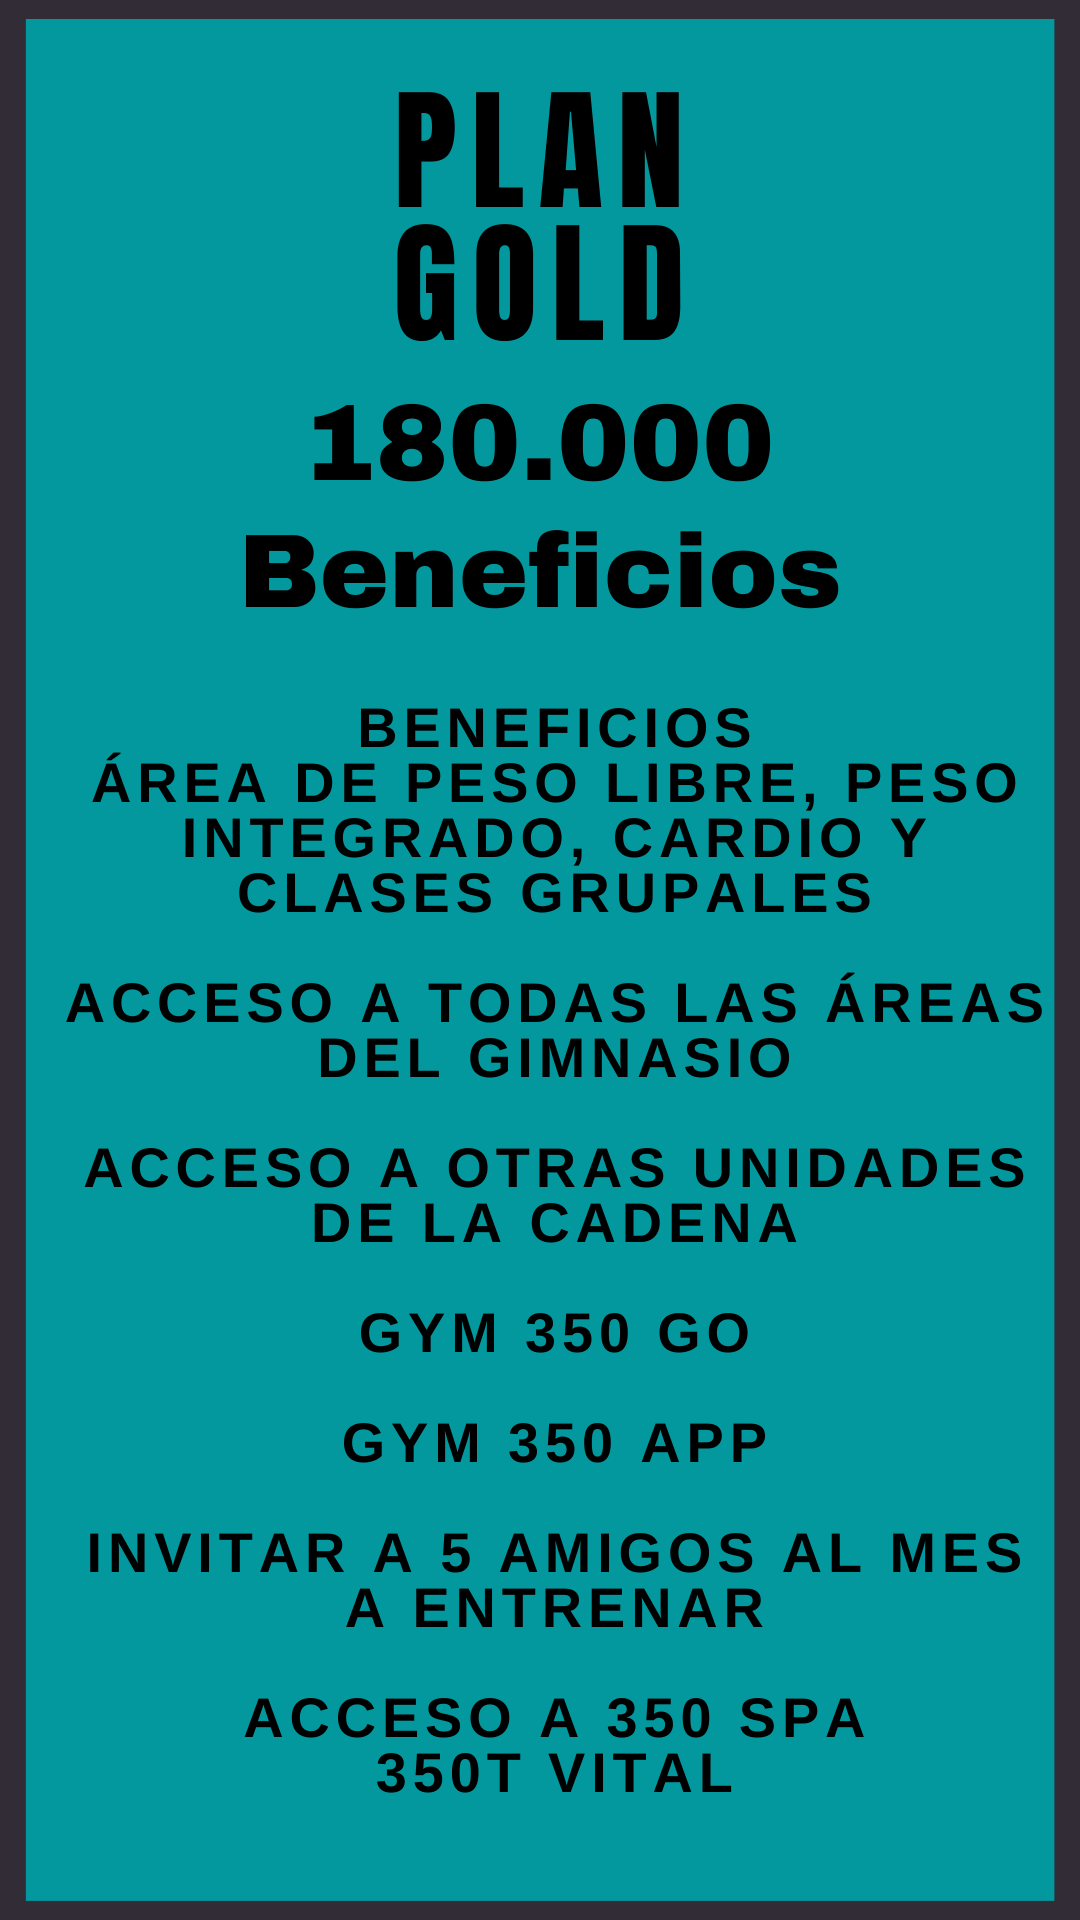 PLAN
GOLD
180.000
Beneficios
BENEFICIOS
ÁREA DE PESO LIBRE, PESO
INTEGRADO, CARDIO Y
CLASES GRUPALES
ACCESO A TODAS LAS ÁREAS
DEL GIMNASIO
ACCESO A OTRAS UNIDADES
DE LA CADENA
GYM 350 GO
GYM 350 APP
INVITAR A 5 AMIGOS AL MES
A ENTRENAR
ACCESO A 350 SPA
350T VITAL